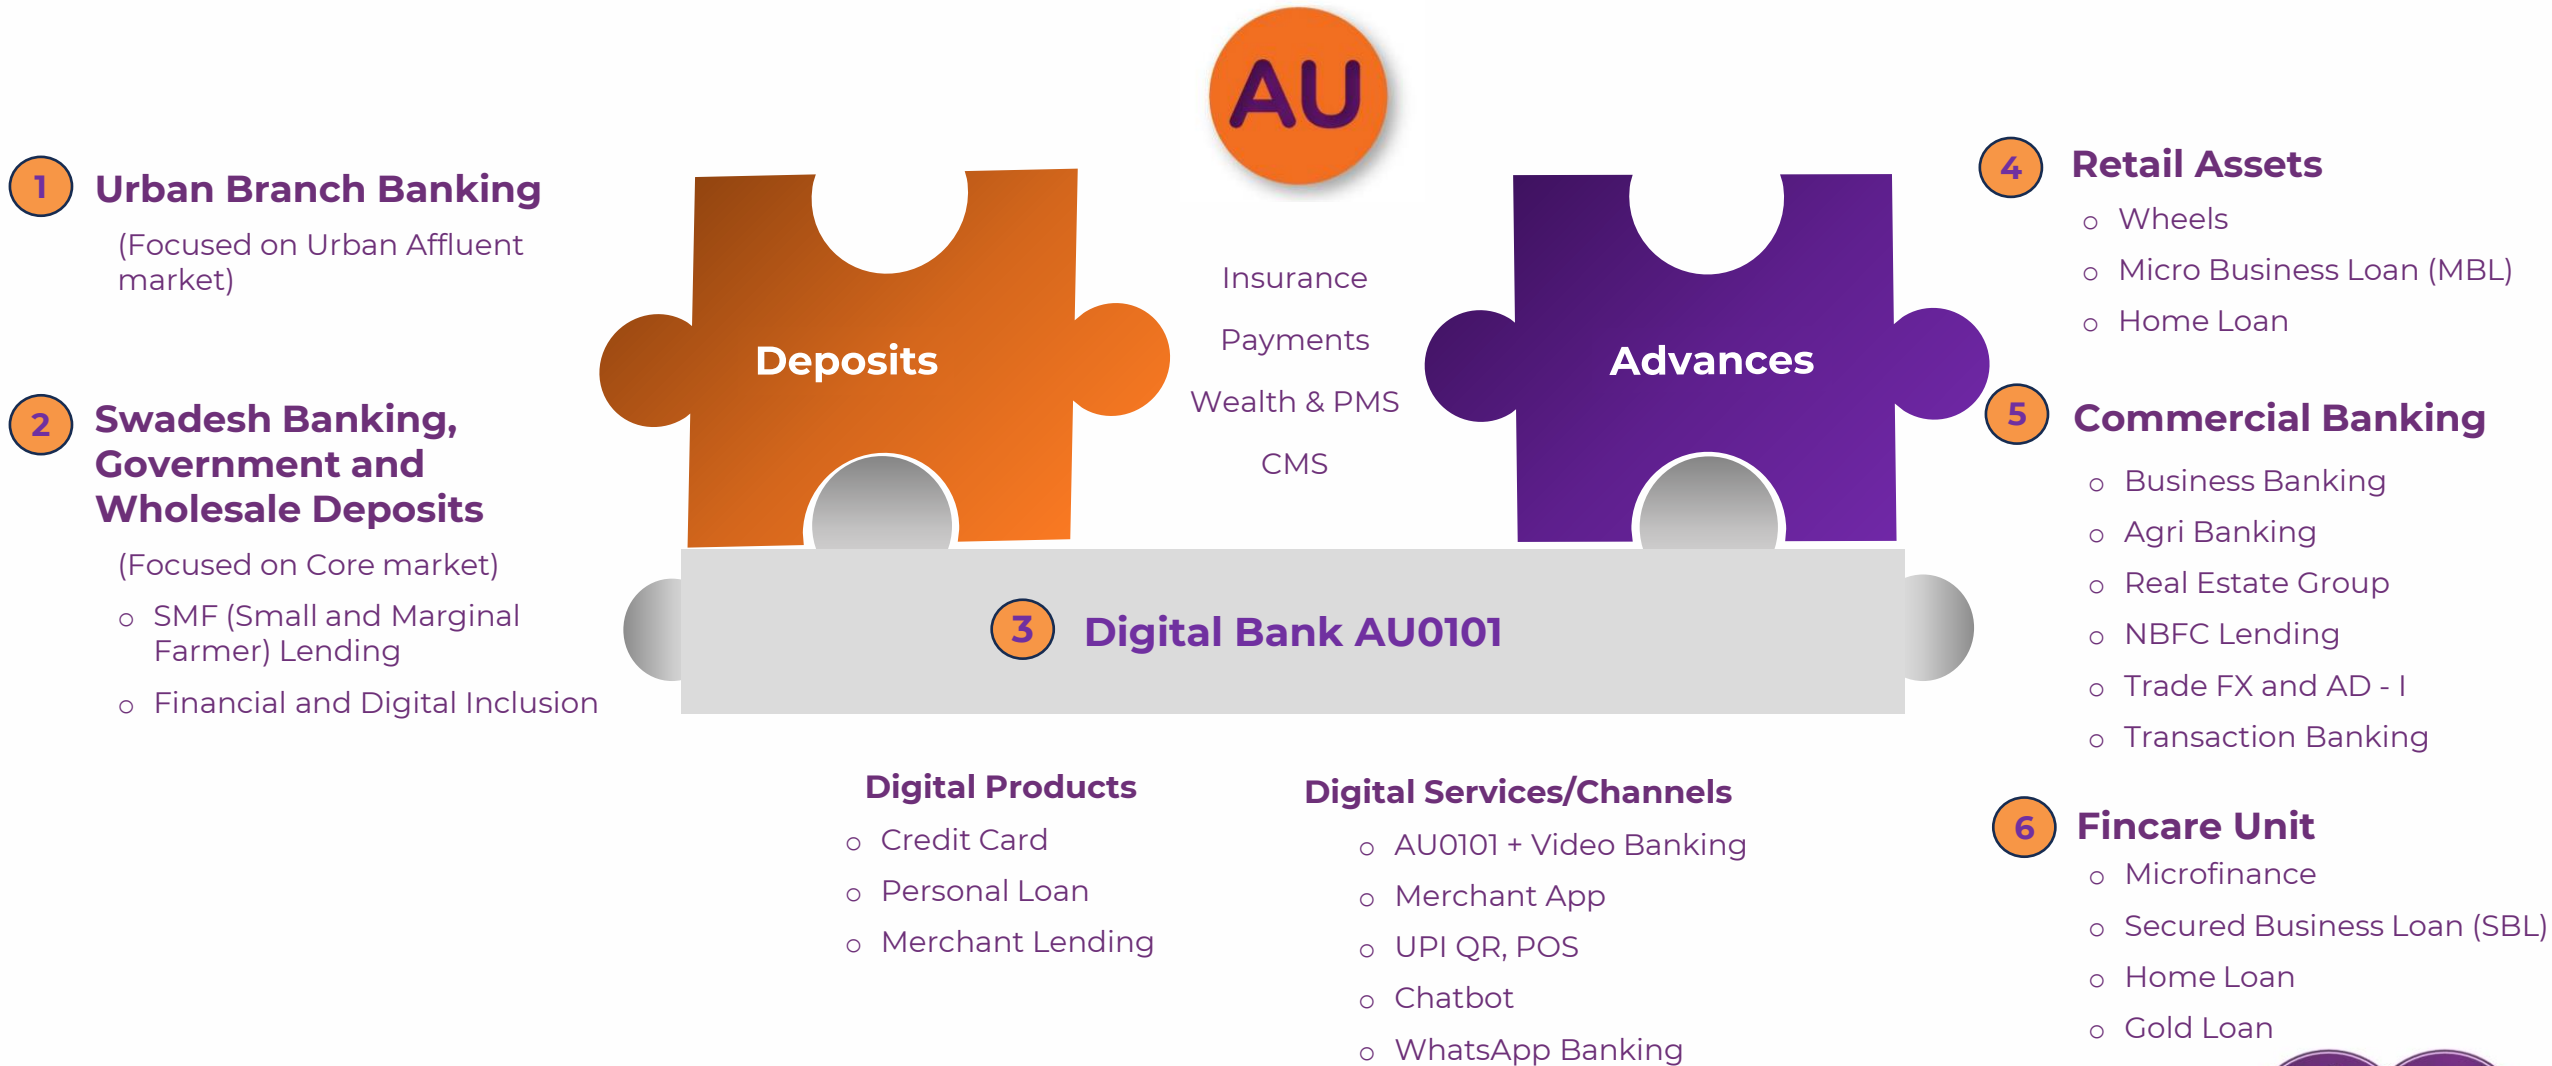 AU
1
Urban Branch Banking
(Focused on Urban Affluent
market)
2
Swadesh Banking,
Government and
Wholesale Deposits
(Focused on Core market)
○ SMF (Small and Marginal
Farmer) Lending
○ Financial and Digital Inclusion
Deposits
Insurance
Payments
Wealth & PMS
CMS
Advances
3 Digital Bank AU0101
Digital Products
○ Credit Card
○ Personal Loan
○ Merchant Lending
Digital Services/Channels
○ AU0101 + Video Banking
○ Merchant App
○ UPI QR, POS
○ Chatbot
○ WhatsApp Banking
4
Retail Assets
○ Wheels
○ Micro Business Loan (MBL)
○ Home Loan
5
Commercial Banking
○ Business Banking
○ Agri Banking
○ Real Estate Group
○ NBFC Lending
○ Trade FX and AD - I
○ Transaction Banking
6
Fincare Unit
○ Microfinance
○ Secured Business Loan (SBL)
○ Home Loan
○ Gold Loan